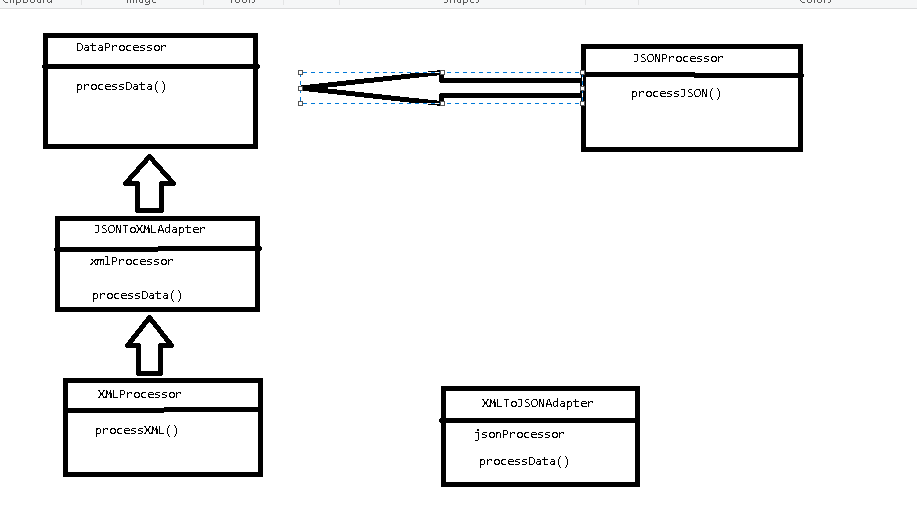 Clipboard
Image
Tools
Shapes
Colors
DataProcessor
processData()
JSONProcessor
processJSON()
JSONToXMLAdapter
xmlProcessor
processData()
XMLProcessor
processXML()
XMLToJSONAdapter
jsonProcessor
processData()